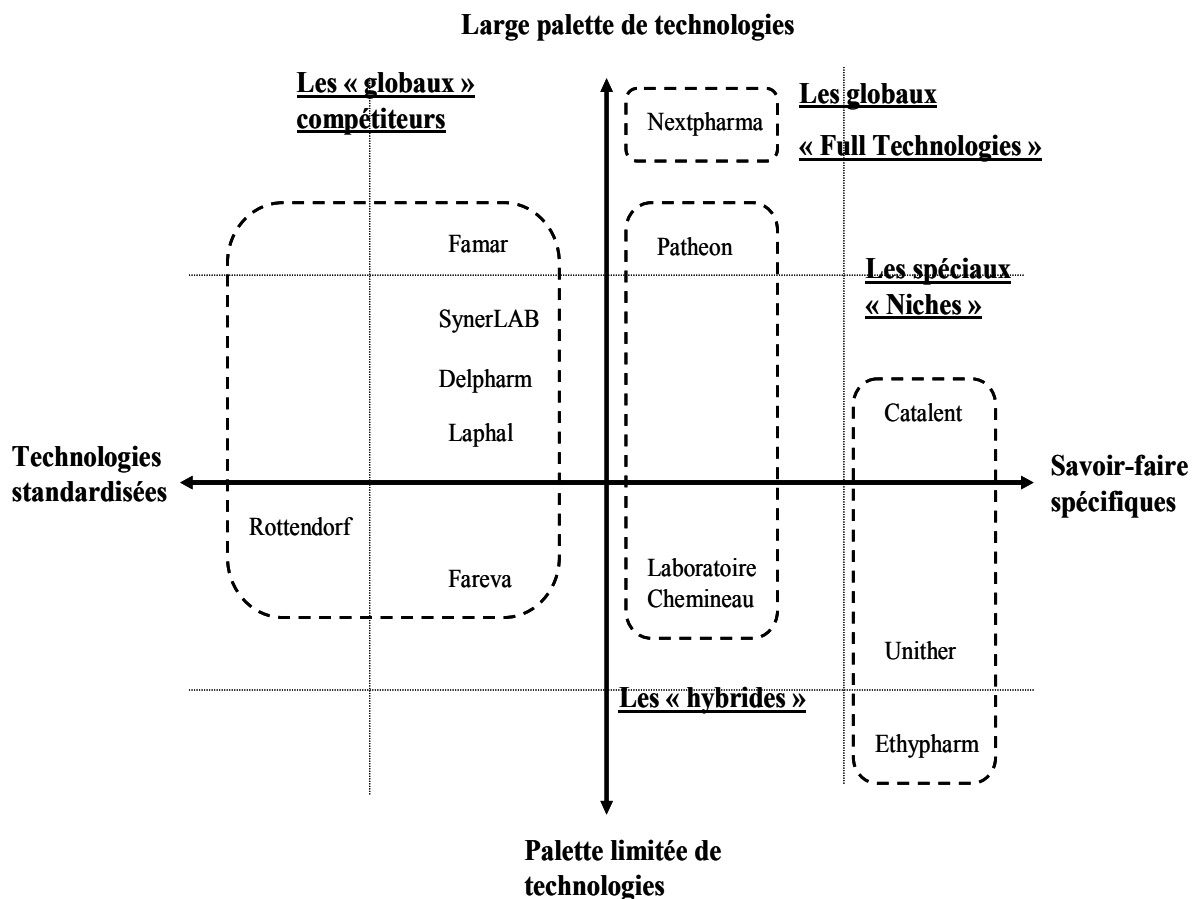 Large palette de technologies
Les « globaux »
compétiteurs
Les globaux
« Full Technologies »
Nextpharma
Famar
Patheon
Les spéciaux
« Niches »
SynerLAB
Delpharm
Catalent
Laphal
Technologies
standardisées
Savoir-faire
spécifiques
Rottendorf
Fareva
Laboratoire
Chemineau
Unither
Les « hybrides »
Ethypharm
Palette limitée de
technologies